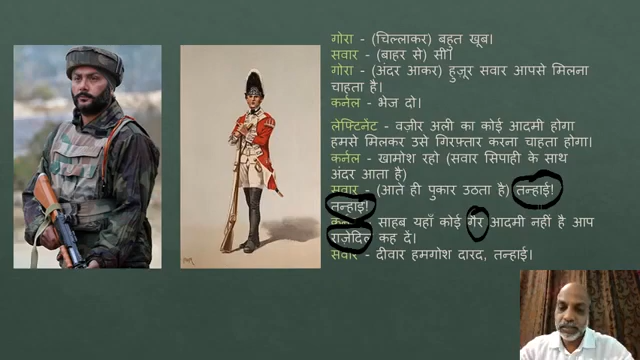 गोरा - (चिल्लाकर) बहुत खूब।
सवार - (बाहर से) सी।
गोरा - (अंदर आकर) हुज़ूर सवार आपसे मिलना
चाहता है।
कर्नल - भेज दो।
लेफ़्टिनेंट - वज़ीर अली का कोई आदमी होगा
हमसे मिलकर उसे गिरफ़्तार करना चाहता होगा।
कर्नल - खामोश रहो (सवार सिपाही के साथ
अंदर आता है)
सवार - (आते ही पुकार उठता है) तन्हाई!
तन्हाई!
कर्नल - साहब यहाँ कोई गैर आदमी नहीं है आप
राजेदिल कह दें।
सवार - दीवार हमगोश दारद, तन्हाई।